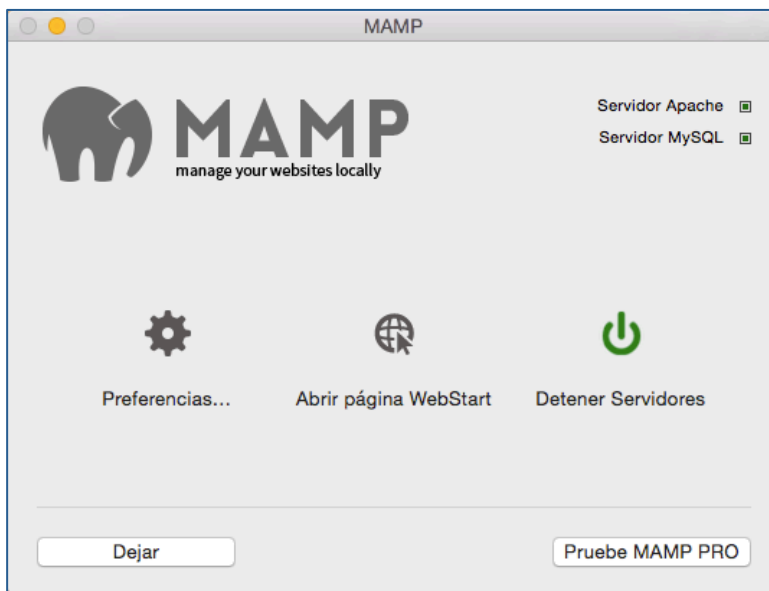 MAMP
MAMP
manage your websites locally
Servidor Apache
Servidor MySQL
Preferencias...
Abrir página WebStart
Detener Servidores
Dejar
Pruebe MAMP PRO